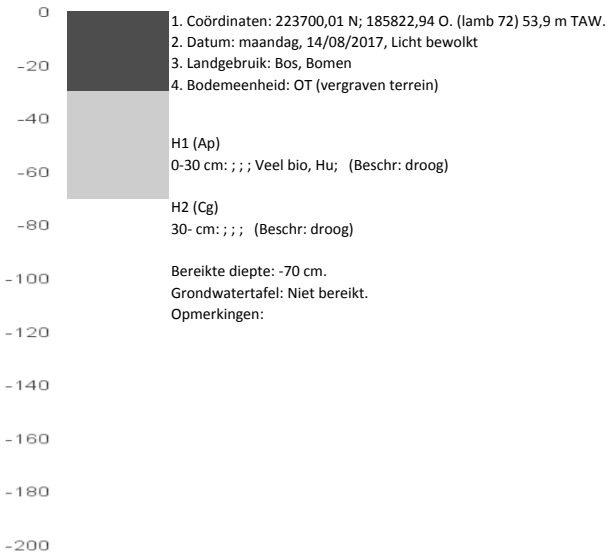 0
-20
-40
-60
-80
-100
-120
-140
-160
-180
-200
1. Coördinaten: 223700,01 N; 185822,94 O. (lamb 72) 53,9 m TAW.
2. Datum: maandag, 14/08/2017, Licht bewolkt
3. Landgebruik: Bos, Bomen
4. Bodemeenheid: OT (vergraven terrein)
H1 (Ap)
0-30 cm: ; ; ; Veel bio, Hu; (Beschr: droog)
H2 (Cg)
30- cm: ; ; ; (Beschr: droog)
Bereikte diepte: -70 cm.
Grondwatertafel: Niet bereikt.
Opmerkingen: